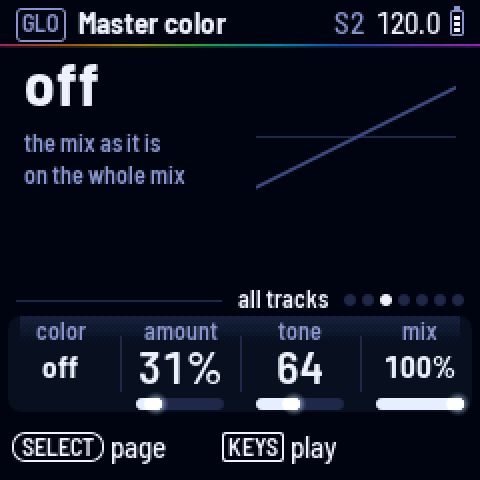 GLO Master color S2 120.0
off
the mix as it is
on the whole mix
all tracks
color amount tone mix
off 31% 64 100%
SELECT page KEYS play